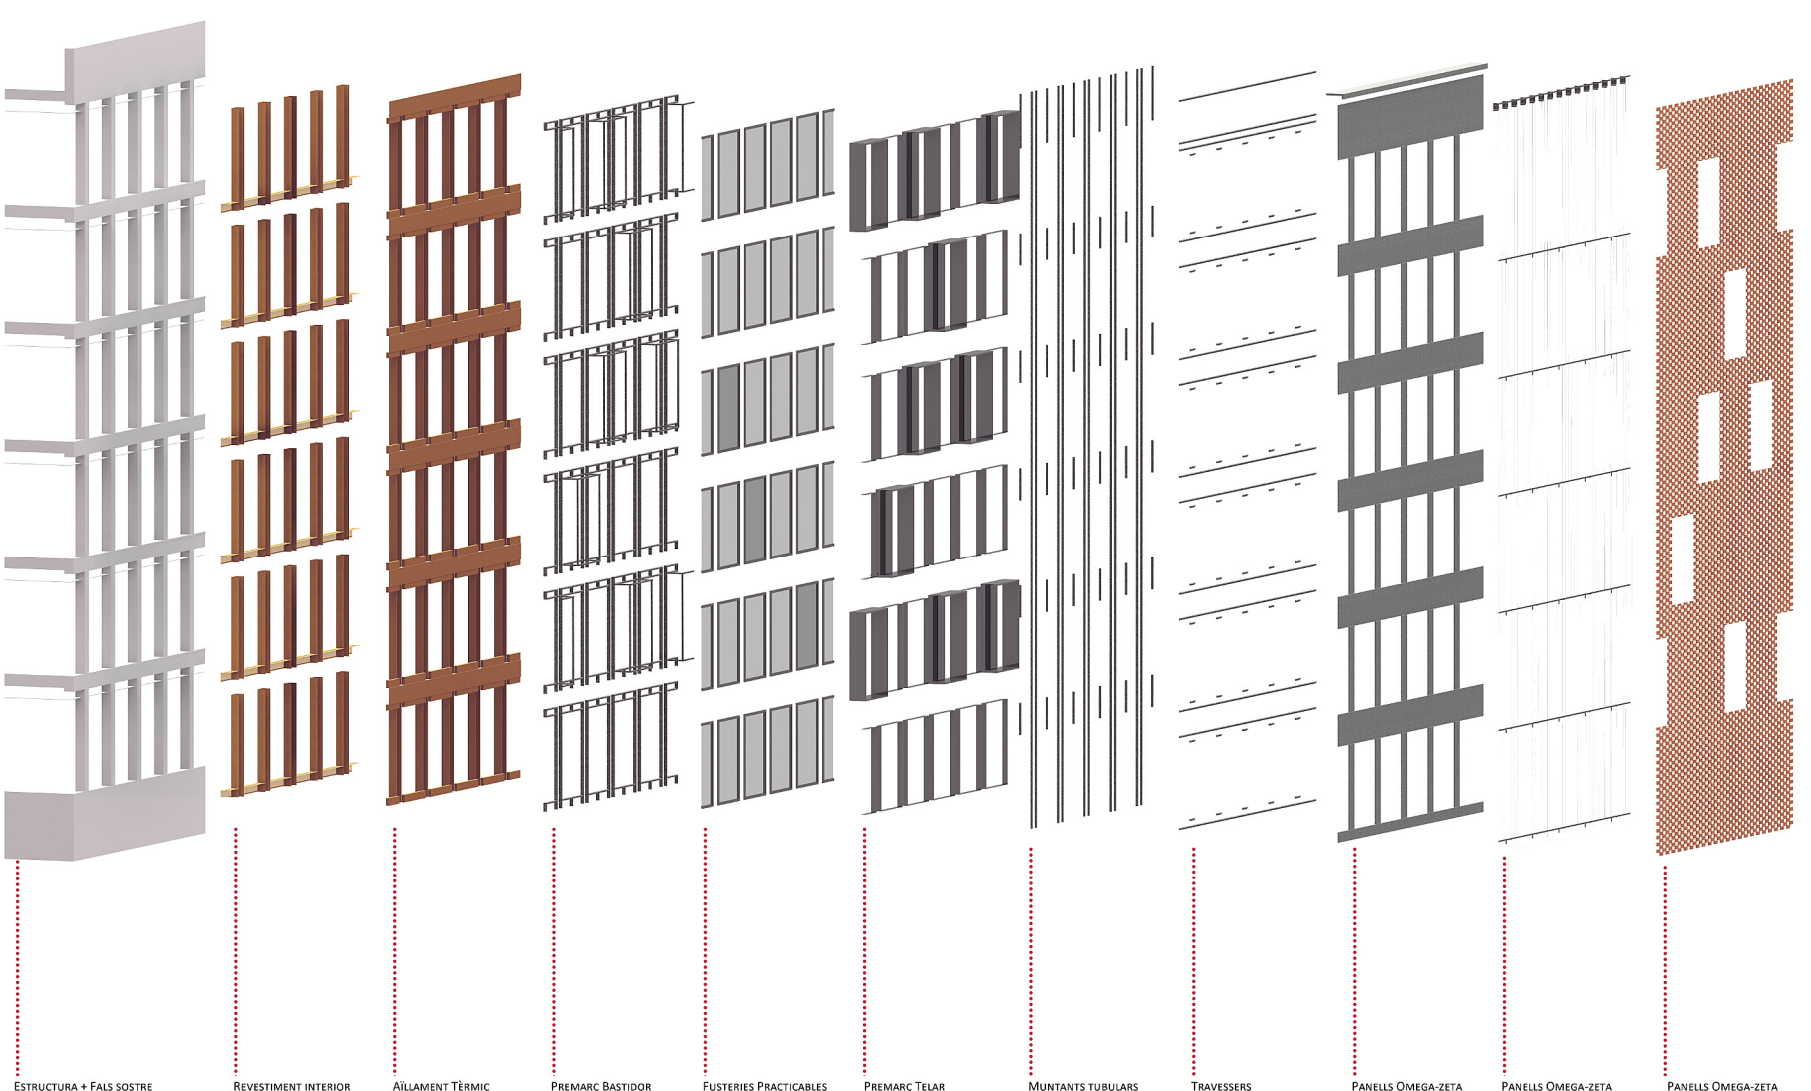 Estructura + Fals sostre
Revestiment interior
Aïllament Tèrmic
Premarc Bastidor
Fusteries Practicables
Premarc Telar
Muntants tubulars
Travessers
Panells Omega-zeta
Panells Omega-zeta
Panells Omega-zeta